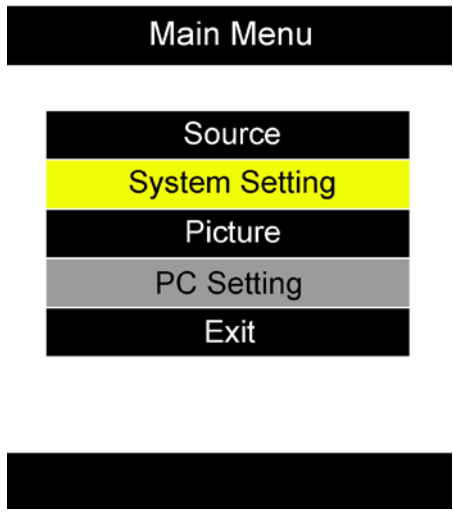 Main Menu
Source
System Setting
Picture
PC Setting
Exit